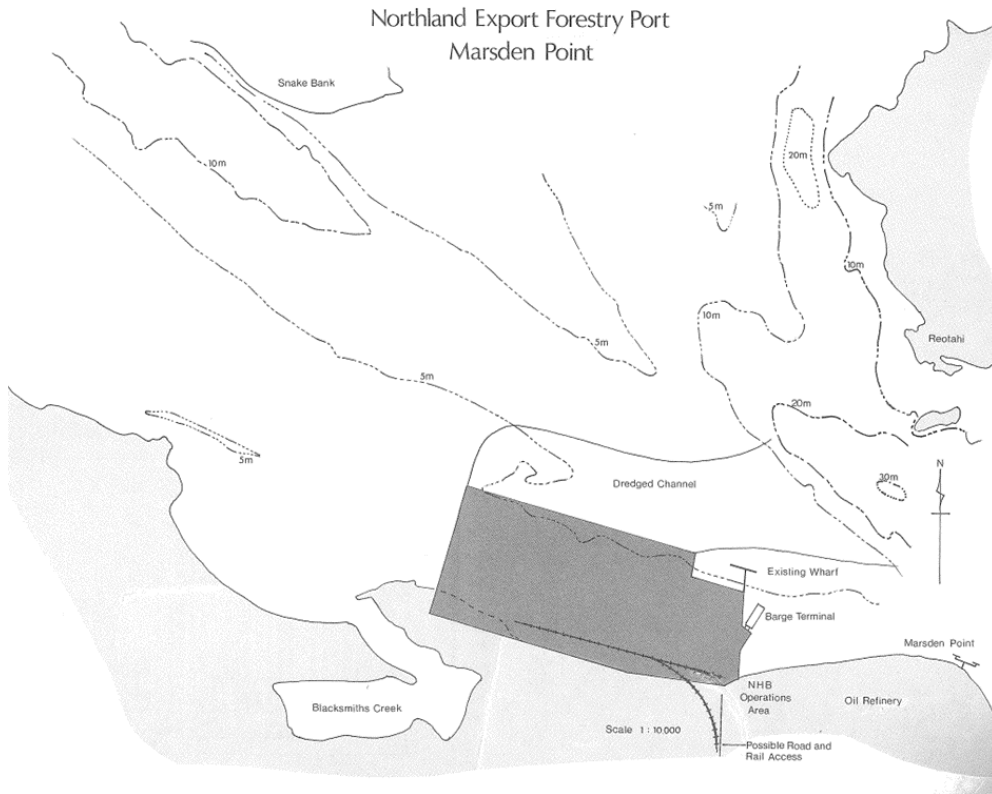 Northland Export Forestry Port
Marsden Point
Snake Bank
10m
20m
5m
10m
10m
Reotahi
5m
5m
20m
5m
30m
Dredged Channel
N
Existing Wharf
Barge Terminal
Marsden Point
NHB
Operations
Area
Oil Refinery
Blacksmiths Creek
Scale 1 : 10.000
Possible Road and
Rail Access